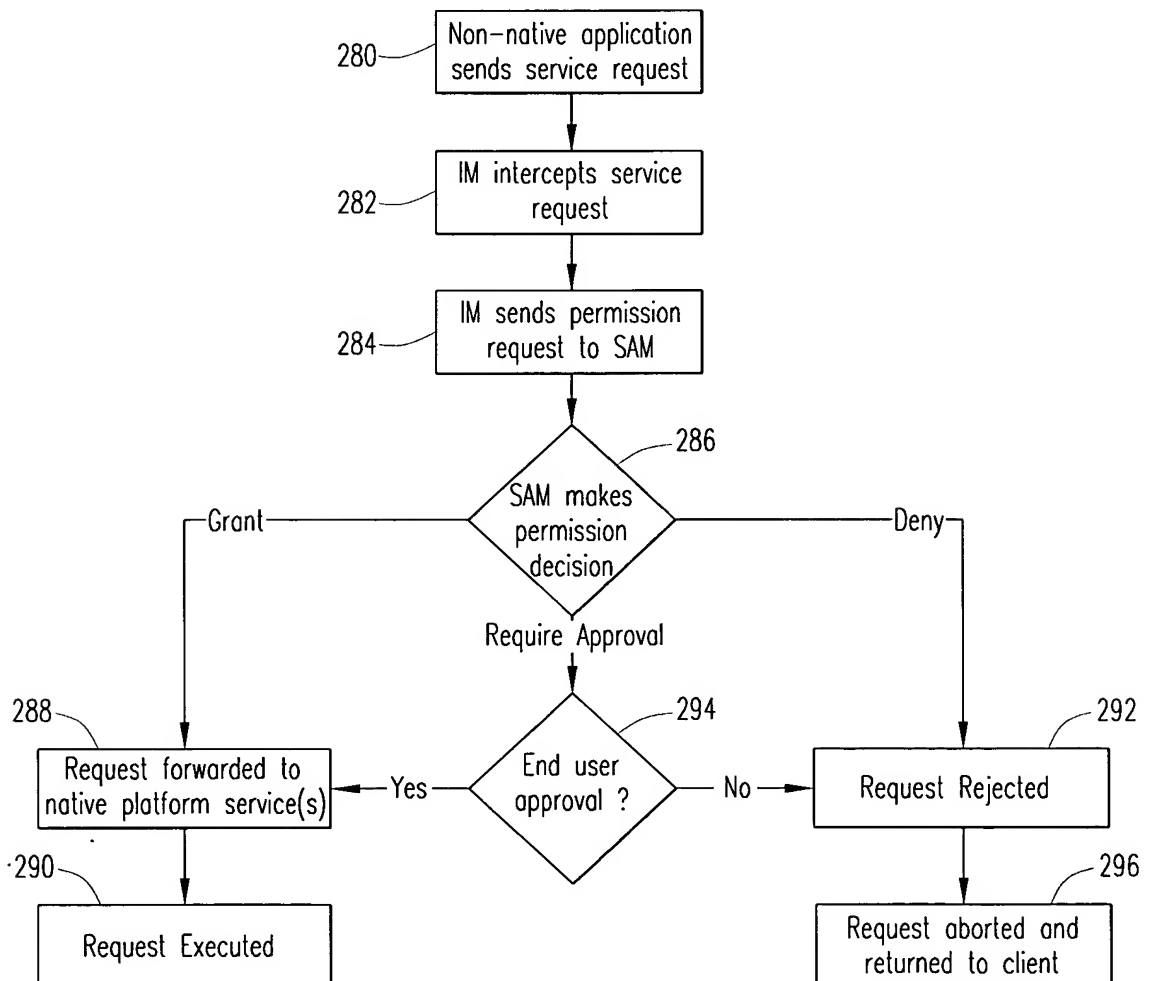 280
Non-native application
sends service request
282
IM intercepts service
request
284
IM sends permission
request to SAM
286
SAM makes
permission
decision
Grant
Deny
Require Approval
288
Request forwarded to
native platform service(s)
Yes
294
End user
approval ?
No
292
Request Rejected
290
Request Executed
296
Request aborted and
returned to client